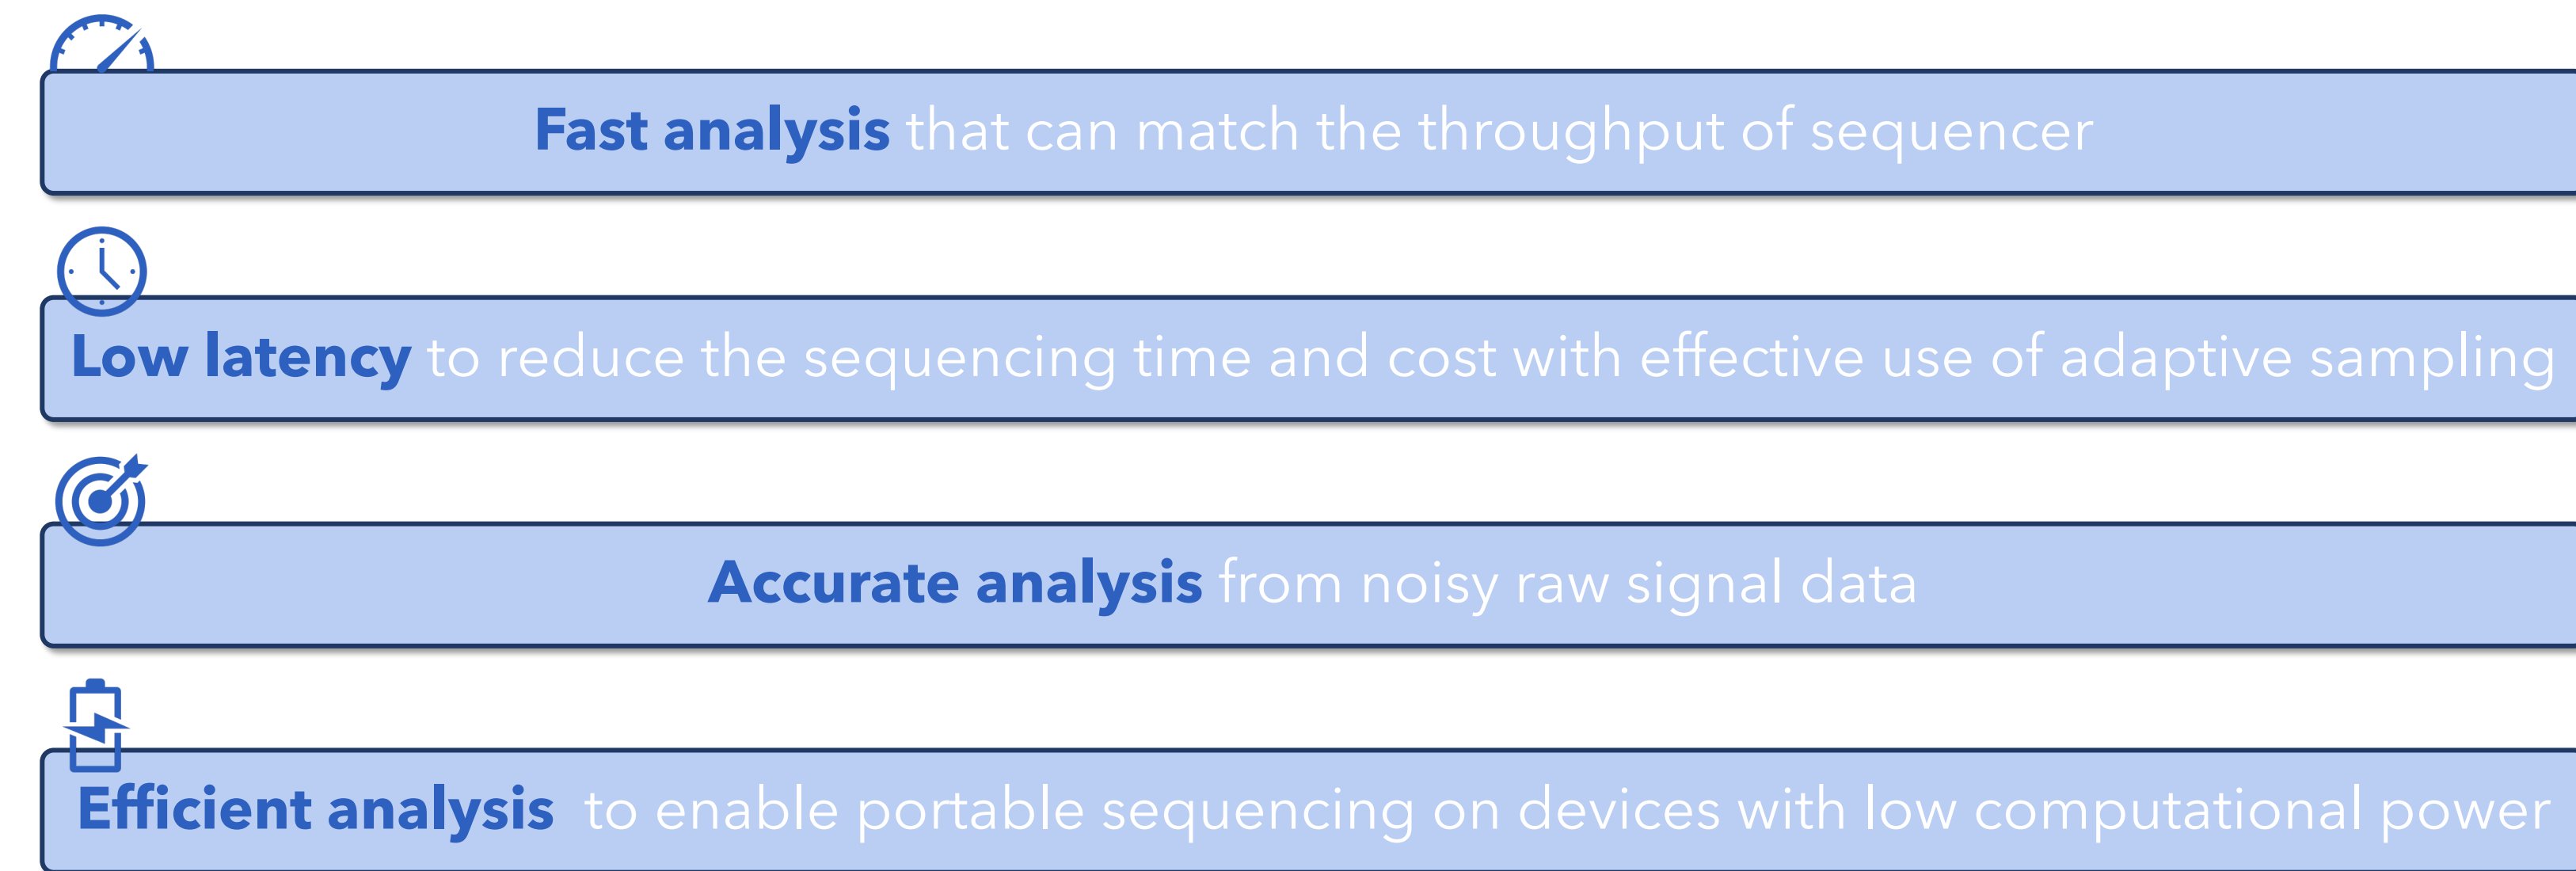 Fast analysis that can match the throughput of sequencer
Low latency to reduce the sequencing time and cost with effective use of adaptive sampling
Accurate analysis from noisy raw signal data
Efficient analysis to enable portable sequencing on devices with low computational power